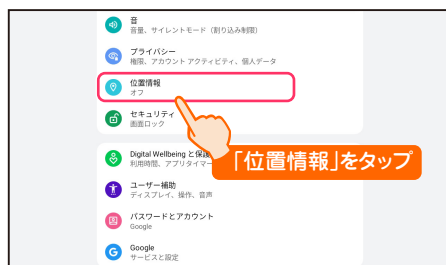 音
音量、サイレントモード（割り込み制限）
プライバシー
権限、アカウント アクティビティ、個人データ
位置情報
オフ
セキュリティ
画面ロック
Digital Wellbeing と保護
利用時間、アプリタイマー
「位置情報」をタップ
ユーザー補助
ディスプレイ、操作、音声
パスワードとアカウント
Google
Google
サービスと設定